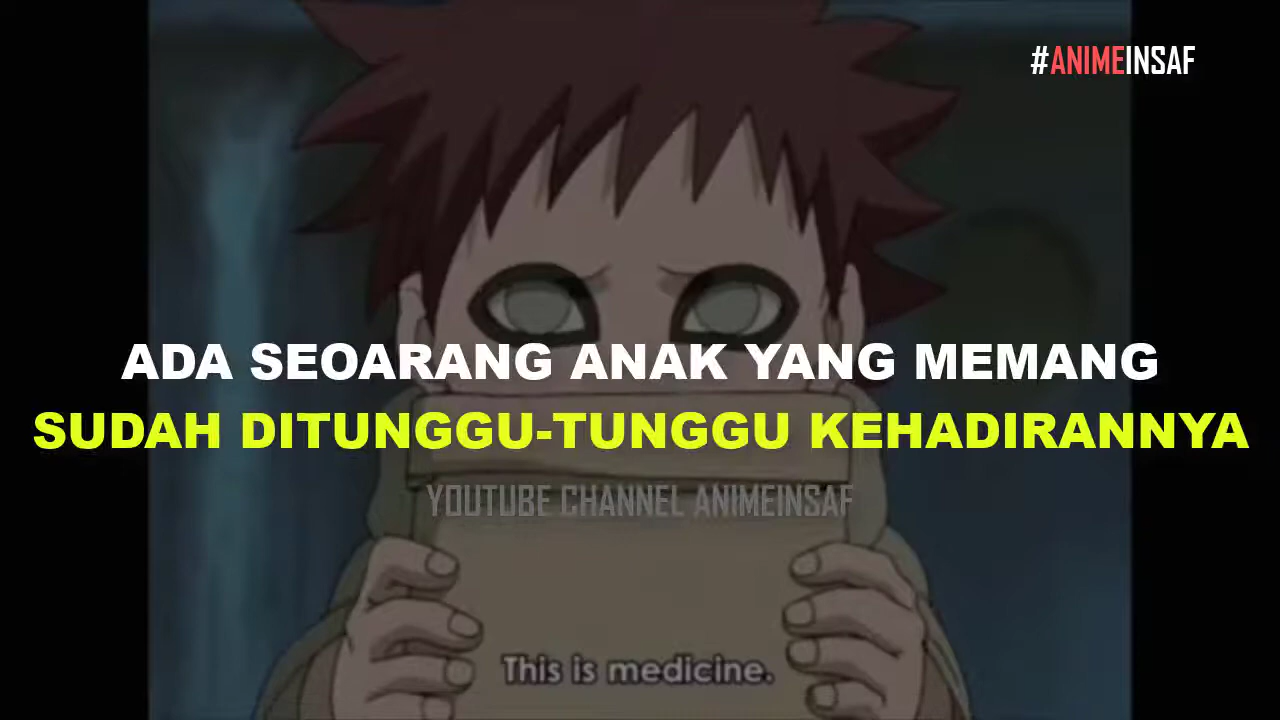 #ANIMEINSAF
ADA SEOARANG ANAK YANG MEMANG
SUDAH DITUNGGU-TUNGGU KEHADIRANNYA
YOUTUBE CHANNEL ANIMEINSAF
This is medicine.